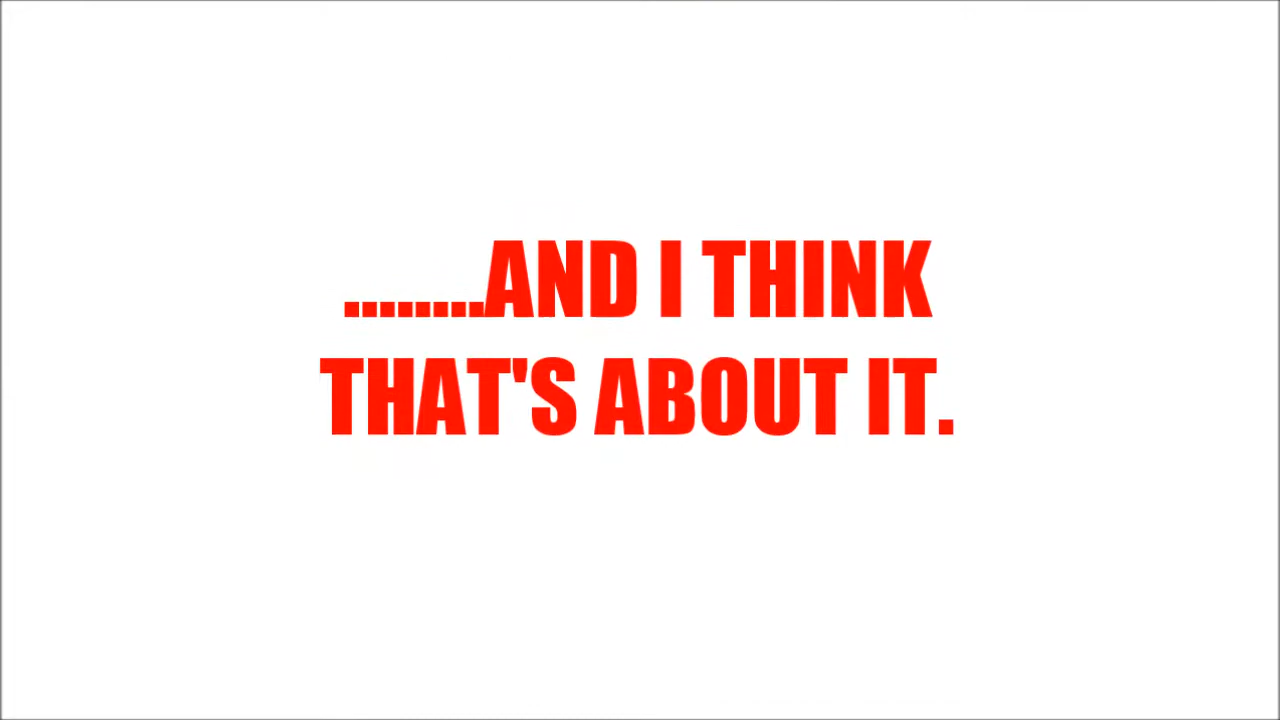 ........AND I THINK
THAT'S ABOUT IT.